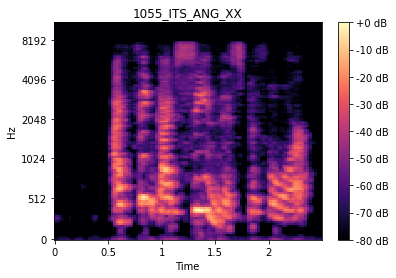 1055_ITS_ANG_XX
Hz
8192
4096
2048
1024
512
0
0
0.5
1
1.5
2
Time
+0 dB
-10 dB
-20 dB
-30 dB
-40 dB
-50 dB
-60 dB
-70 dB
-80 dB